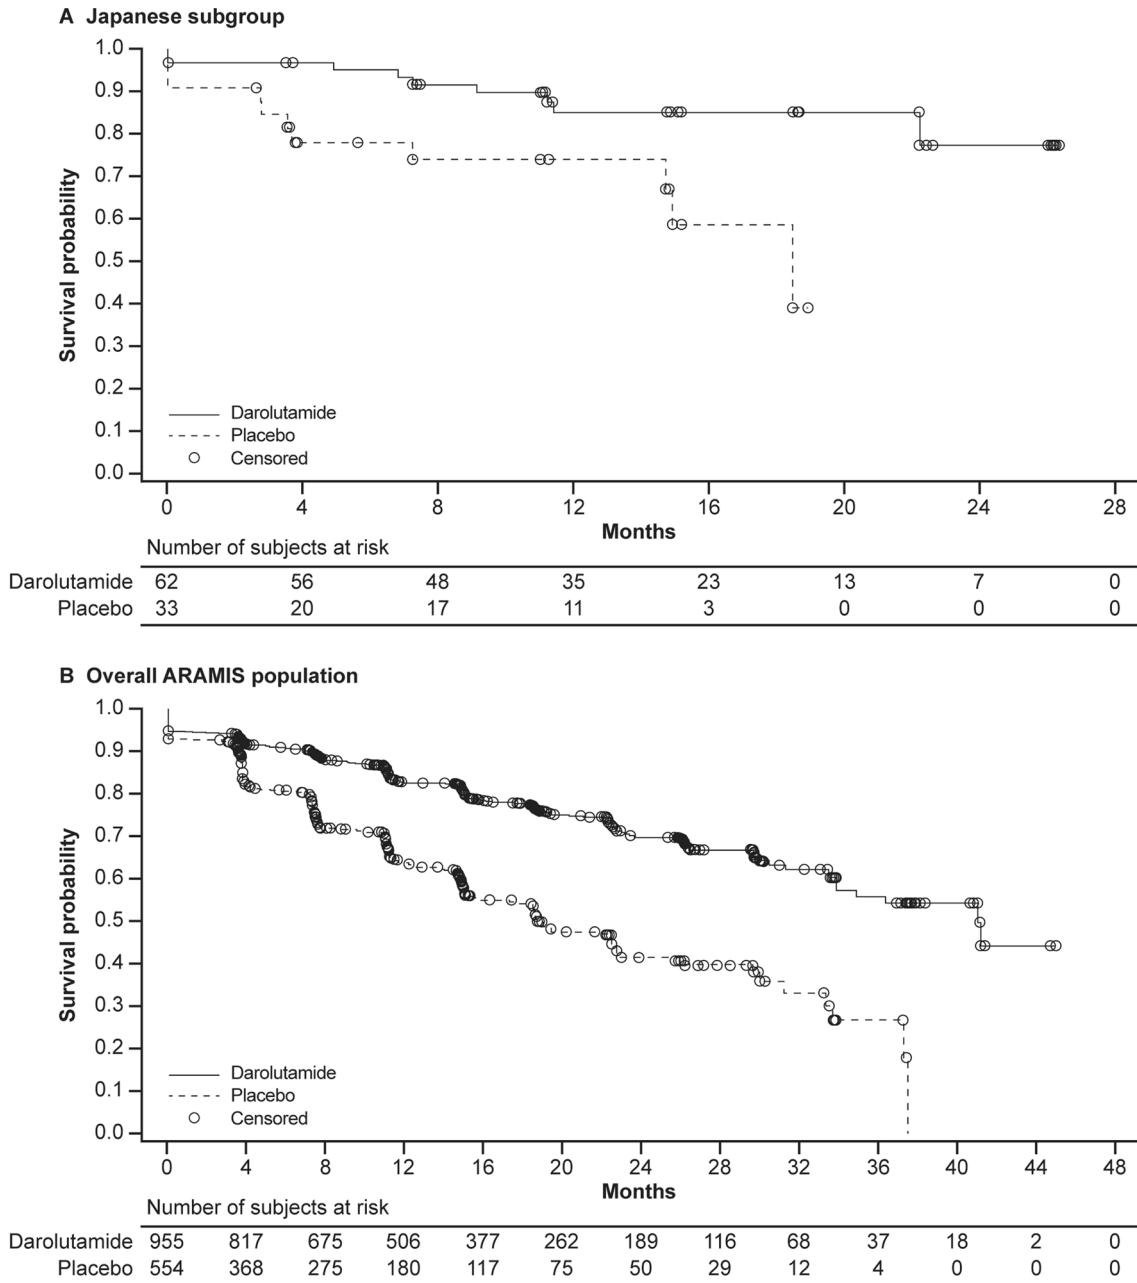 A Japanese subgroup
1.0
0.9
0.8
0.7
0.6
0.5
0.4
0.3
0.2
0.1
0.0
Survival probability
Darolutamide
Placebo
Censored
0 4 8 12 16 20 24 28
Months
Number of subjects at risk
Darolutamide 62 56 48 35 23 13 7 0
Placebo 33 20 17 11 3 0 0 0
B Overall ARAMIS population
1.0
0.9
0.8
0.7
0.6
0.5
0.4
0.3
0.2
0.1
0.0
Survival probability
Darolutamide
Placebo
Censored
0 4 8 12 16 20 24 28 32 36 40 44 48
Months
Number of subjects at risk
Darolutamide 955 817 675 506 377 262 189 116 68 37 18 2 0
Placebo 554 368 275 180 117 75 50 29 12 4 0 0 0